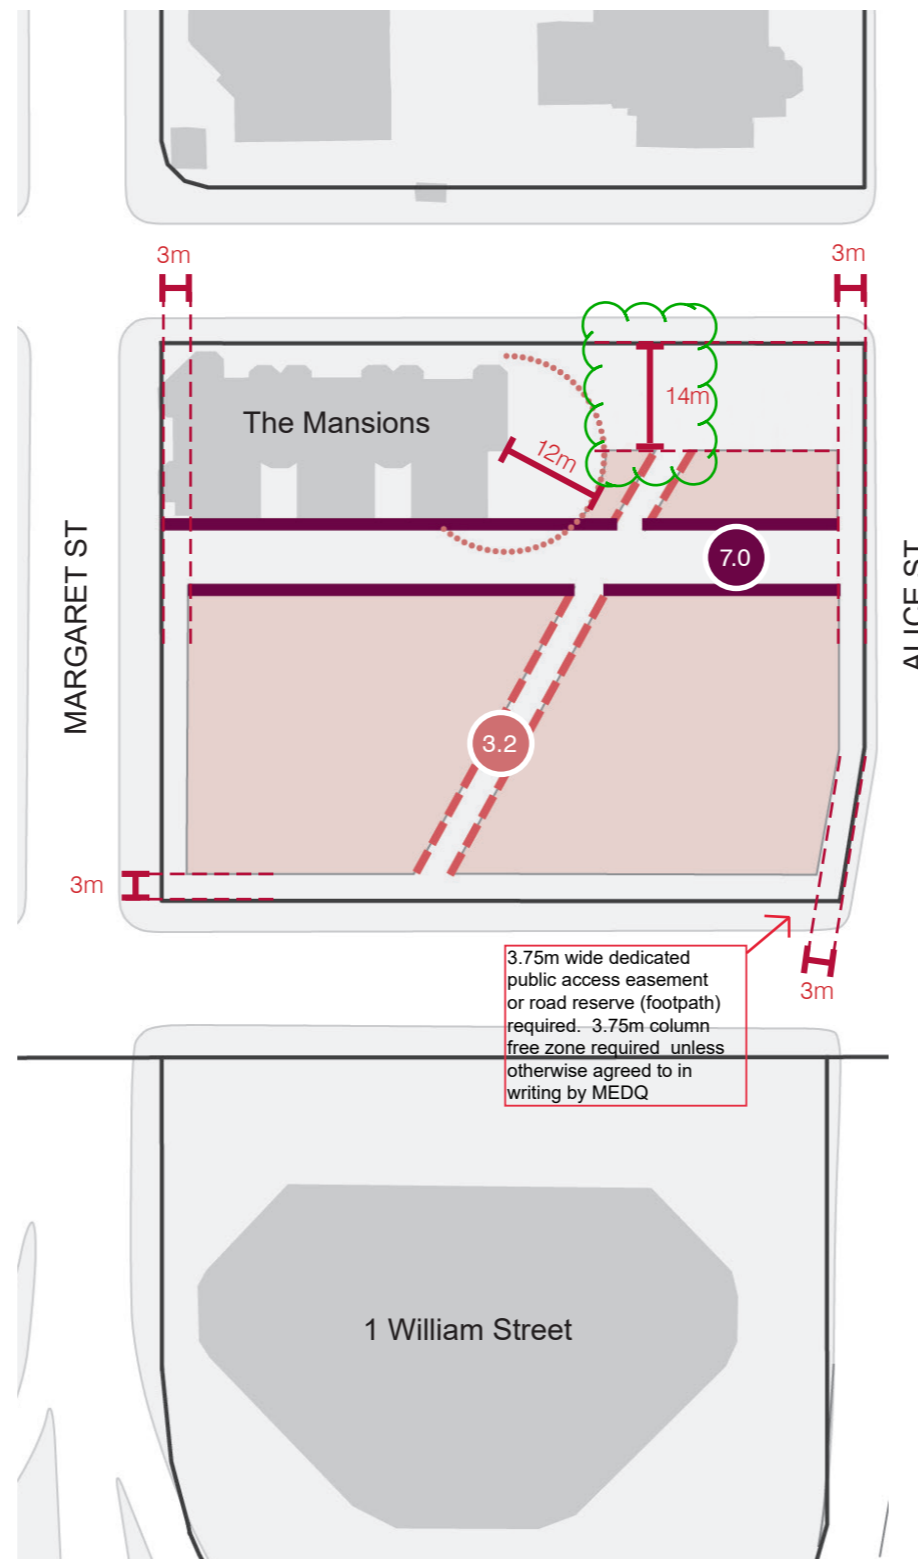 3m
3m
14m
The Mansions
12m
7.0
MARGARET ST
ALICE ST
3.2
3m
3.75m wide dedicated
public access easement
or road reserve (footpath)
required. 3.75m column
free zone required unless
otherwise agreed to in
writing by MEDQ
3m
1 William Street